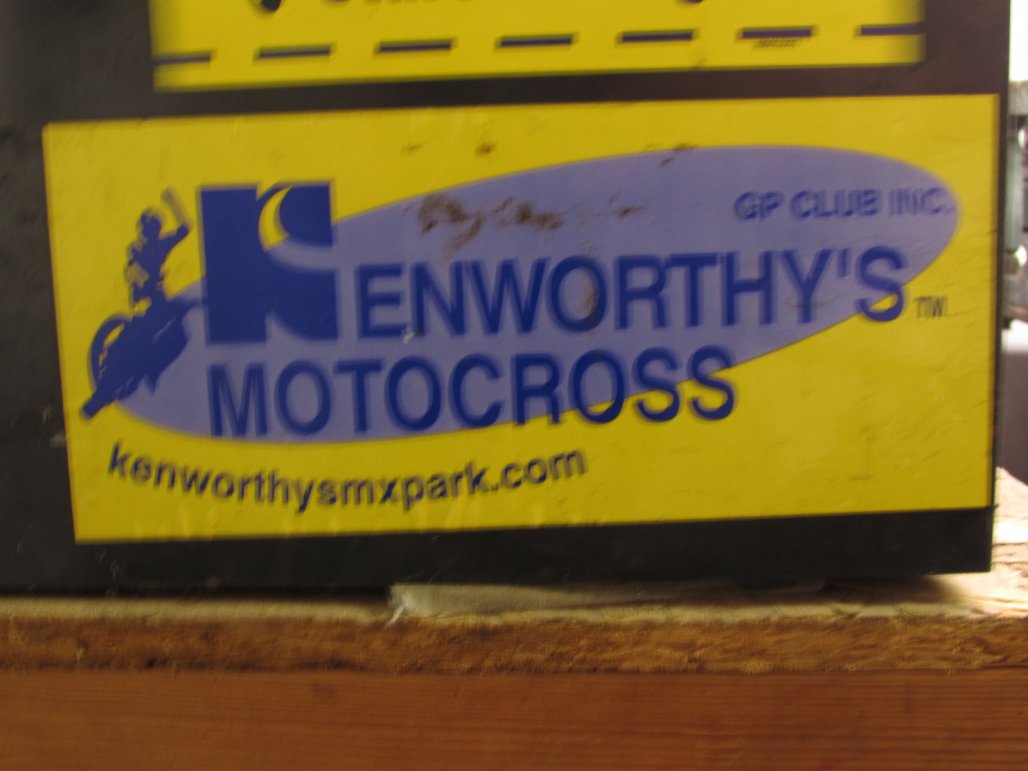 GP CLUB INC.
KENWORTHY'S TM
MOTOCROSS
kenworthysmxpark.com